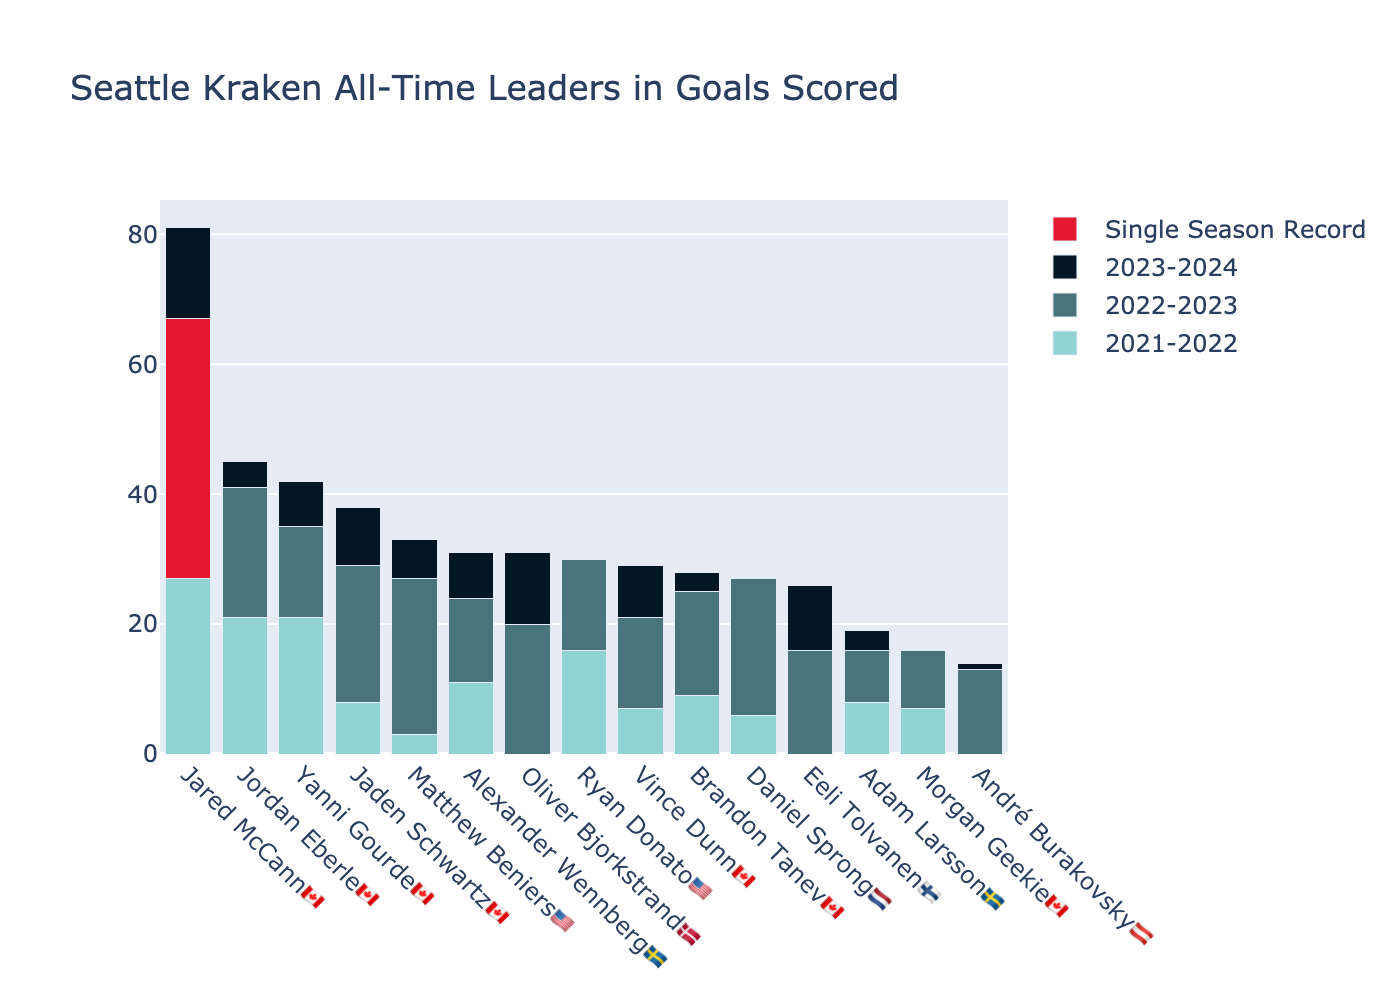 Seattle Kraken All-Time Leaders in Goals Scored
Single Season Record
2023-2024
2022-2023
2021-2022
80
60
40
20
0
Jared McCann🇨🇦
Jordan Eberle🇨🇦
Yanni Gourde🇨🇦
Jaden Schwartz🇨🇦
Matthew Beniers🇺🇸
Alexander Wennberg🇸🇪
Oliver Bjorkstrand🇩🇰
Ryan Donato🇺🇸
Vince Dunn🇨🇦
Brandon Tanev🇨🇦
Daniel Sprong🇳🇱
Eeli Tolvanen🇫🇮
Adam Larsson🇸🇪
Morgan Geekie🇨🇦
André Burakovsky🇦🇹